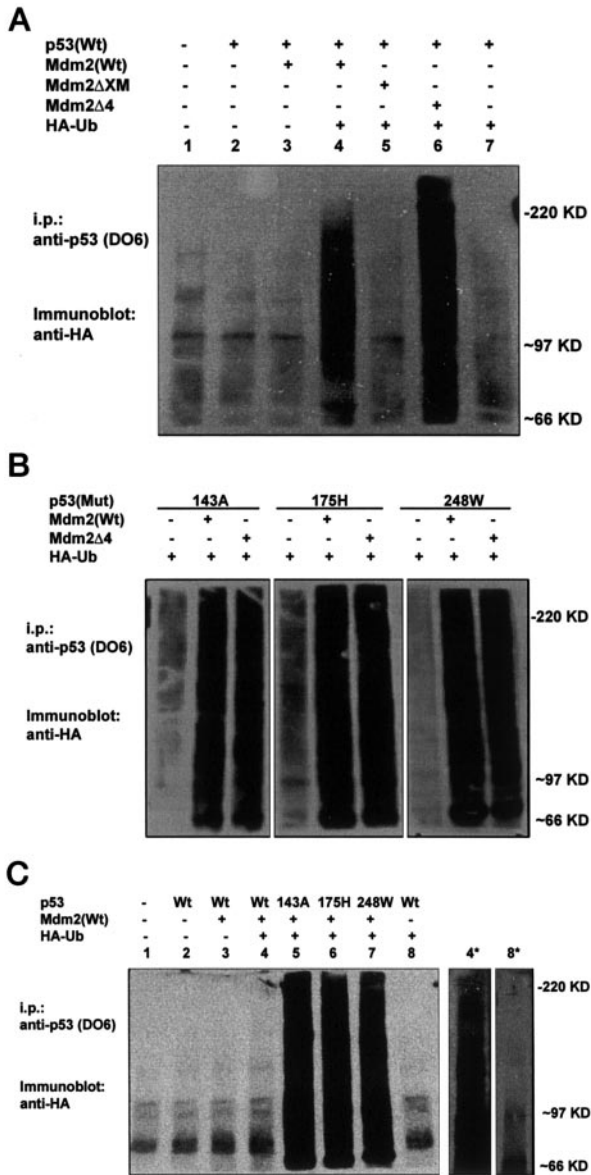 A
p53(Wt) - + + + + + +
Mdm2(Wt) - - + + - - -
Mdm2ΔXM - - - - + - -
Mdm2Δ4 - - - - - + -
HA-Ub - - - + + + +
1 2 3 4 5 6 7
i.p.:
anti-p53 (DO6)
Immunoblot:
anti-HA
-220 KD
~97 KD
~66 KD
B
p53(Mut) 143A 175H 248W
Mdm2(Wt) - + - - + - - + -
Mdm2Δ4 - - + - - + - - +
HA-Ub + + + + + + + + +
i.p.:
anti-p53 (DO6)
Immunoblot:
anti-HA
-220 KD
~97 KD
~66 KD
C
p53 - Wt Wt Wt 143A 175H 248W Wt
Mdm2(Wt) - - + + + + + -
HA-Ub - - - + + + + +
1 2 3 4 5 6 7 8 4* 8*
i.p.:
anti-p53 (DO6)
Immunoblot:
anti-HA
-220 KD
~97 KD
~66 KD